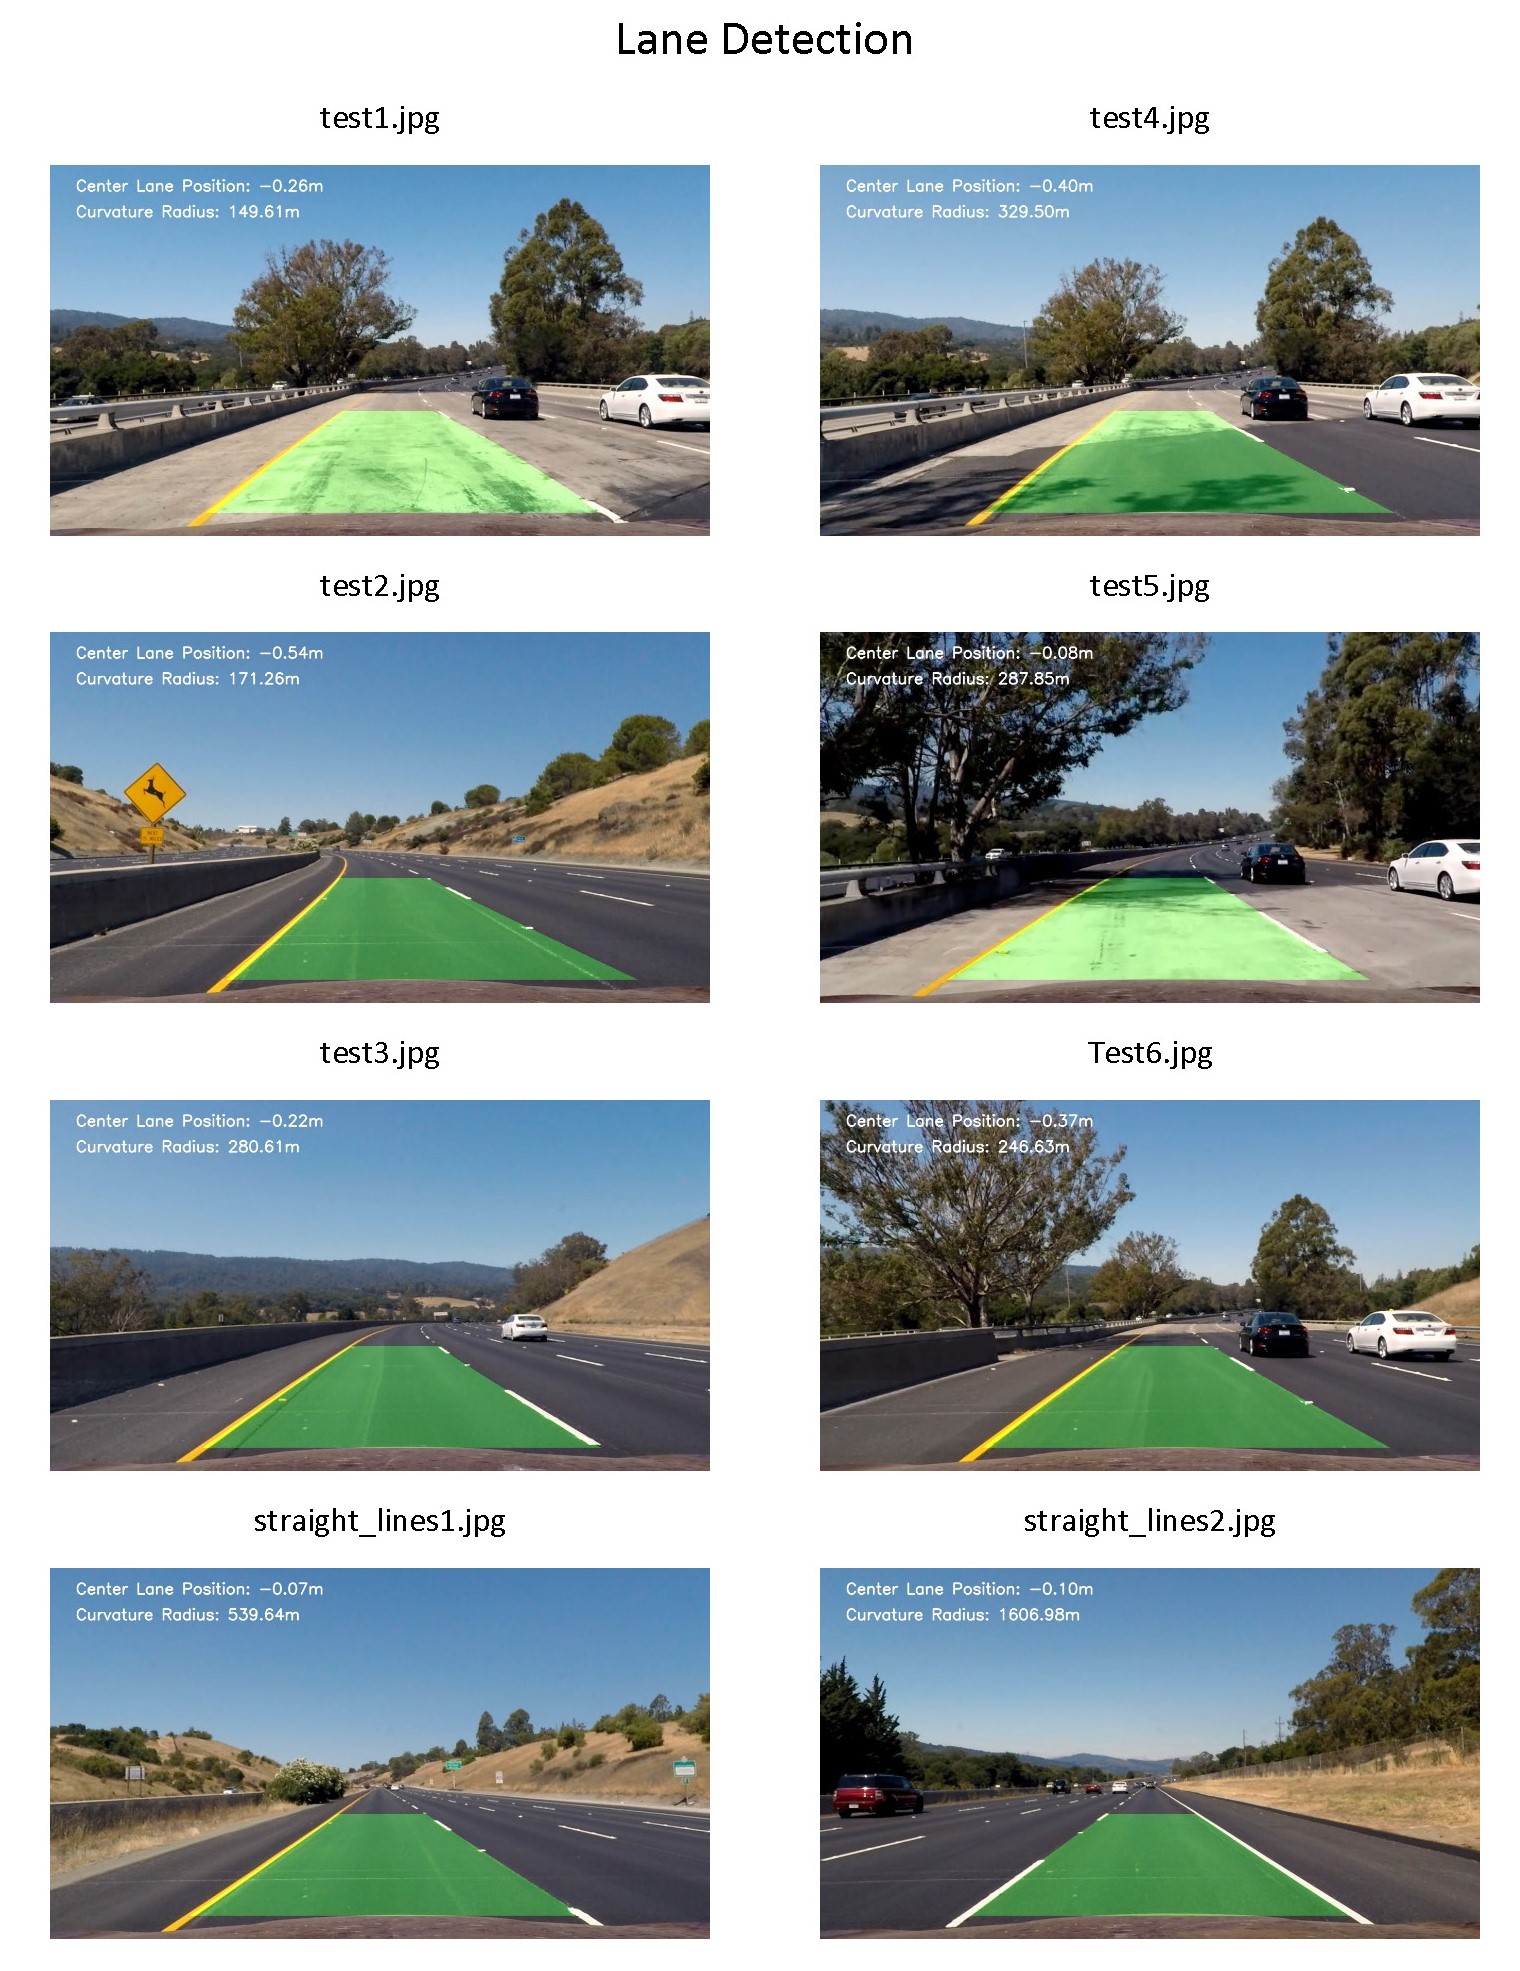 Lane Detection
test1.jpg
test4.jpg
Center Lane Position: -0.26m
Curvature Radius: 149.61m
Center Lane Position: -0.40m
Curvature Radius: 329.50m
test2.jpg
test5.jpg
Center Lane Position: -0.54m
Curvature Radius: 171.26m
Center Lane Position: -0.08m
Curvature Radius: 287.85m
test3.jpg
Test6.jpg
Center Lane Position: -0.22m
Curvature Radius: 280.61m
Center Lane Position: -0.37m
Curvature Radius: 246.63m
straight_lines1.jpg
straight_lines2.jpg
Center Lane Position: -0.07m
Curvature Radius: 539.64m
Center Lane Position: -0.10m
Curvature Radius: 1606.98m